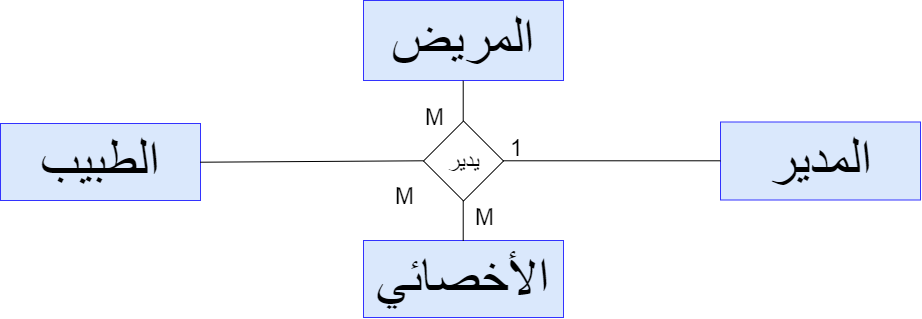 المريض
M
1
المدير
يدير
الطبيب
M
M
الأخصائي